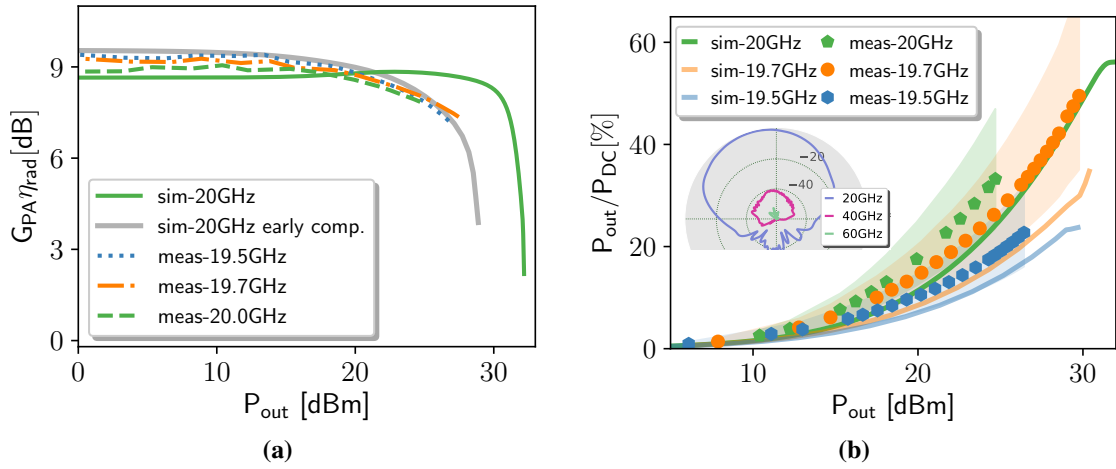 9
6
3
0
G_PA η_rad [dB]
sim-20GHz
sim-20GHz early comp.
meas-19.5GHz
meas-19.7GHz
meas-20.0GHz
0 10 20 30
P_out [dBm]
(a)
60
40
20
0
P_out/P_DC[%]
sim-20GHz meas-20GHz
sim-19.7GHz meas-19.7GHz
sim-19.5GHz meas-19.5GHz
−20
−40
20GHz
40GHz
60GHz
10 20 30
P_out [dBm]
(b)